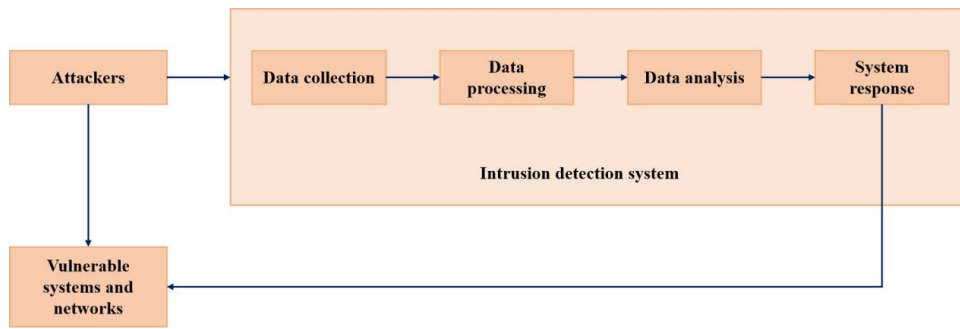 Attackers
Data collection
Data
processing
Data analysis
System
response
Intrusion detection system
Vulnerable
systems and
networks